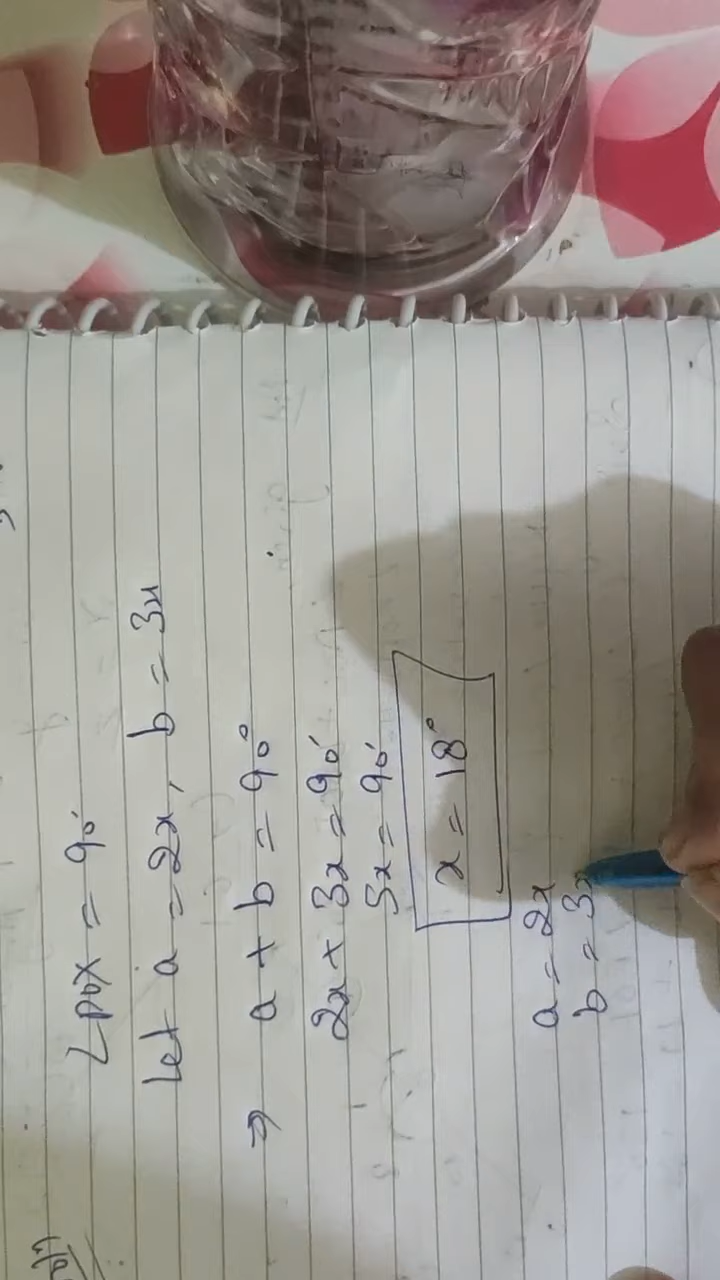 ∠POX = 90°
Let a = 2x, b = 3x
⇒ a + b = 90°
2x + 3x = 90°
5x = 90°
x = 18°
a = 2x
b = 3x